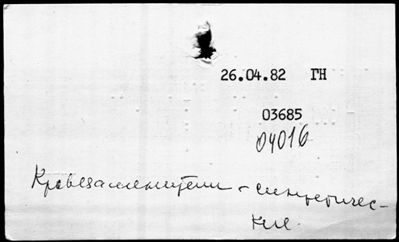 26.04.82 ГН
03685
04016
Кровезаменители - синтетичес-
кие.